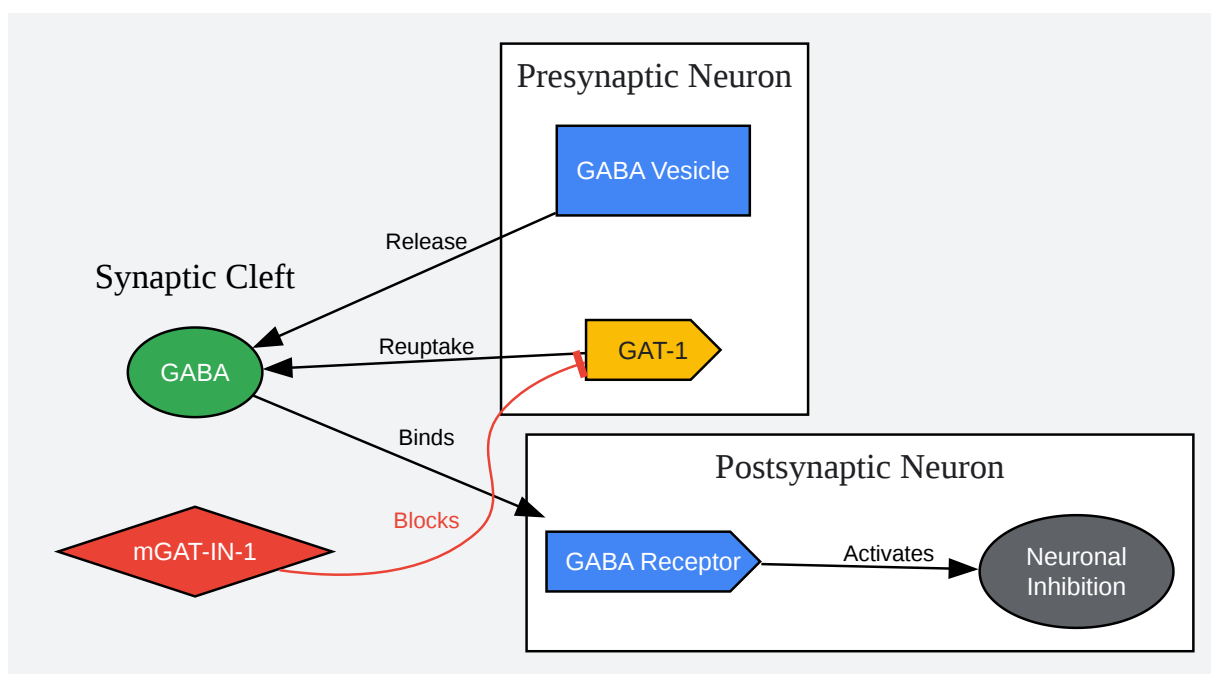 Presynaptic Neuron
GABA Vesicle
Release
Synaptic Cleft
Reuptake
GAT-1
GABA
Binds
Postsynaptic Neuron
Blocks
mGAT-IN-1
GABA Receptor
Activates
Neuronal
Inhibition